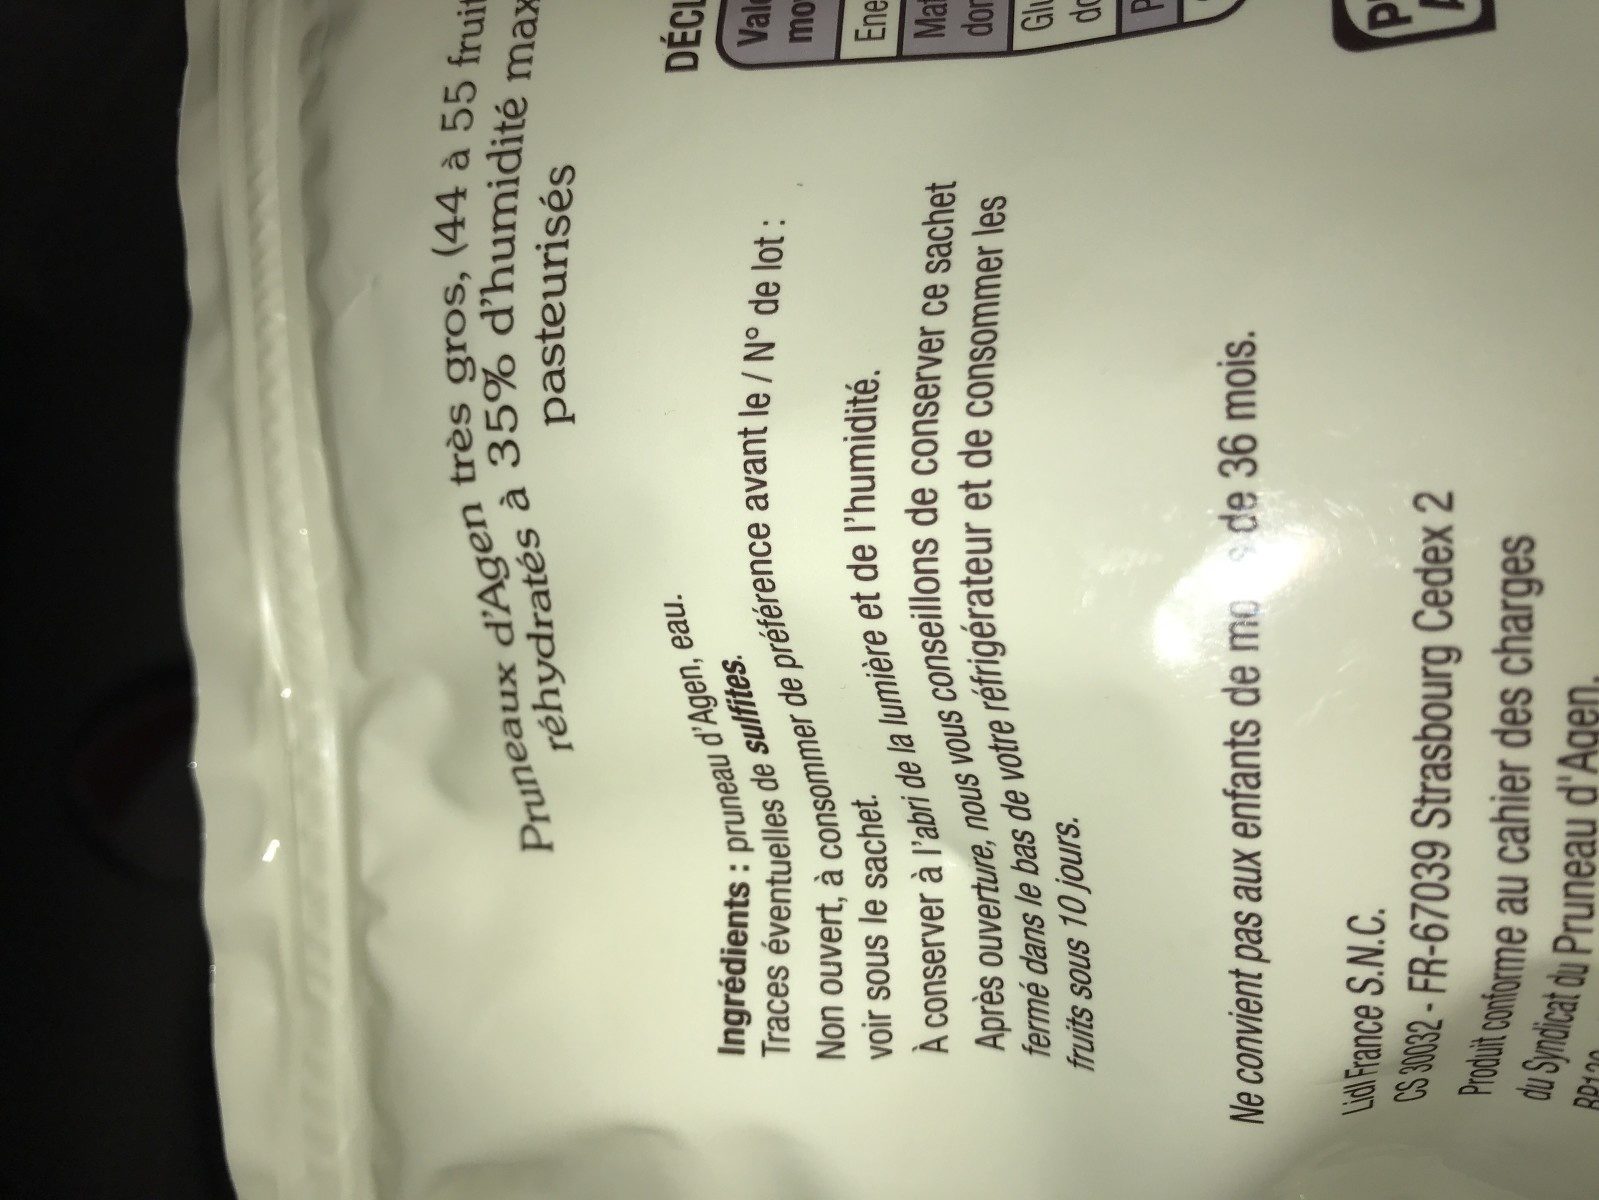 Pruneaux d'Agen très gros, (44 à 55
réhydratés à 35% d'humidité
pasteurisés
Ingrédients : pruneau d'Agen, eau.
Traces éventuelles de sulfites.
Non ouvert, à consommer de préférence avant le / N° de lot :
voir sous le sachet.
À conserver à l'abri de la lumière et de l'humidité.
Après ouverture, nous vous conseillons de conserver ce sachet
fermé dans le bas de votre réfrigérateur et de consommer les
fruits sous 10 jours.
Ne convient pas aux enfants de moins de 36 mois.
Lidl France S.N.C.
CS 30032 - FR-67039 Strasbourg Cedex 2
Produit conforme au cahier des charges
du Syndicat du Pruneau d'Agen,